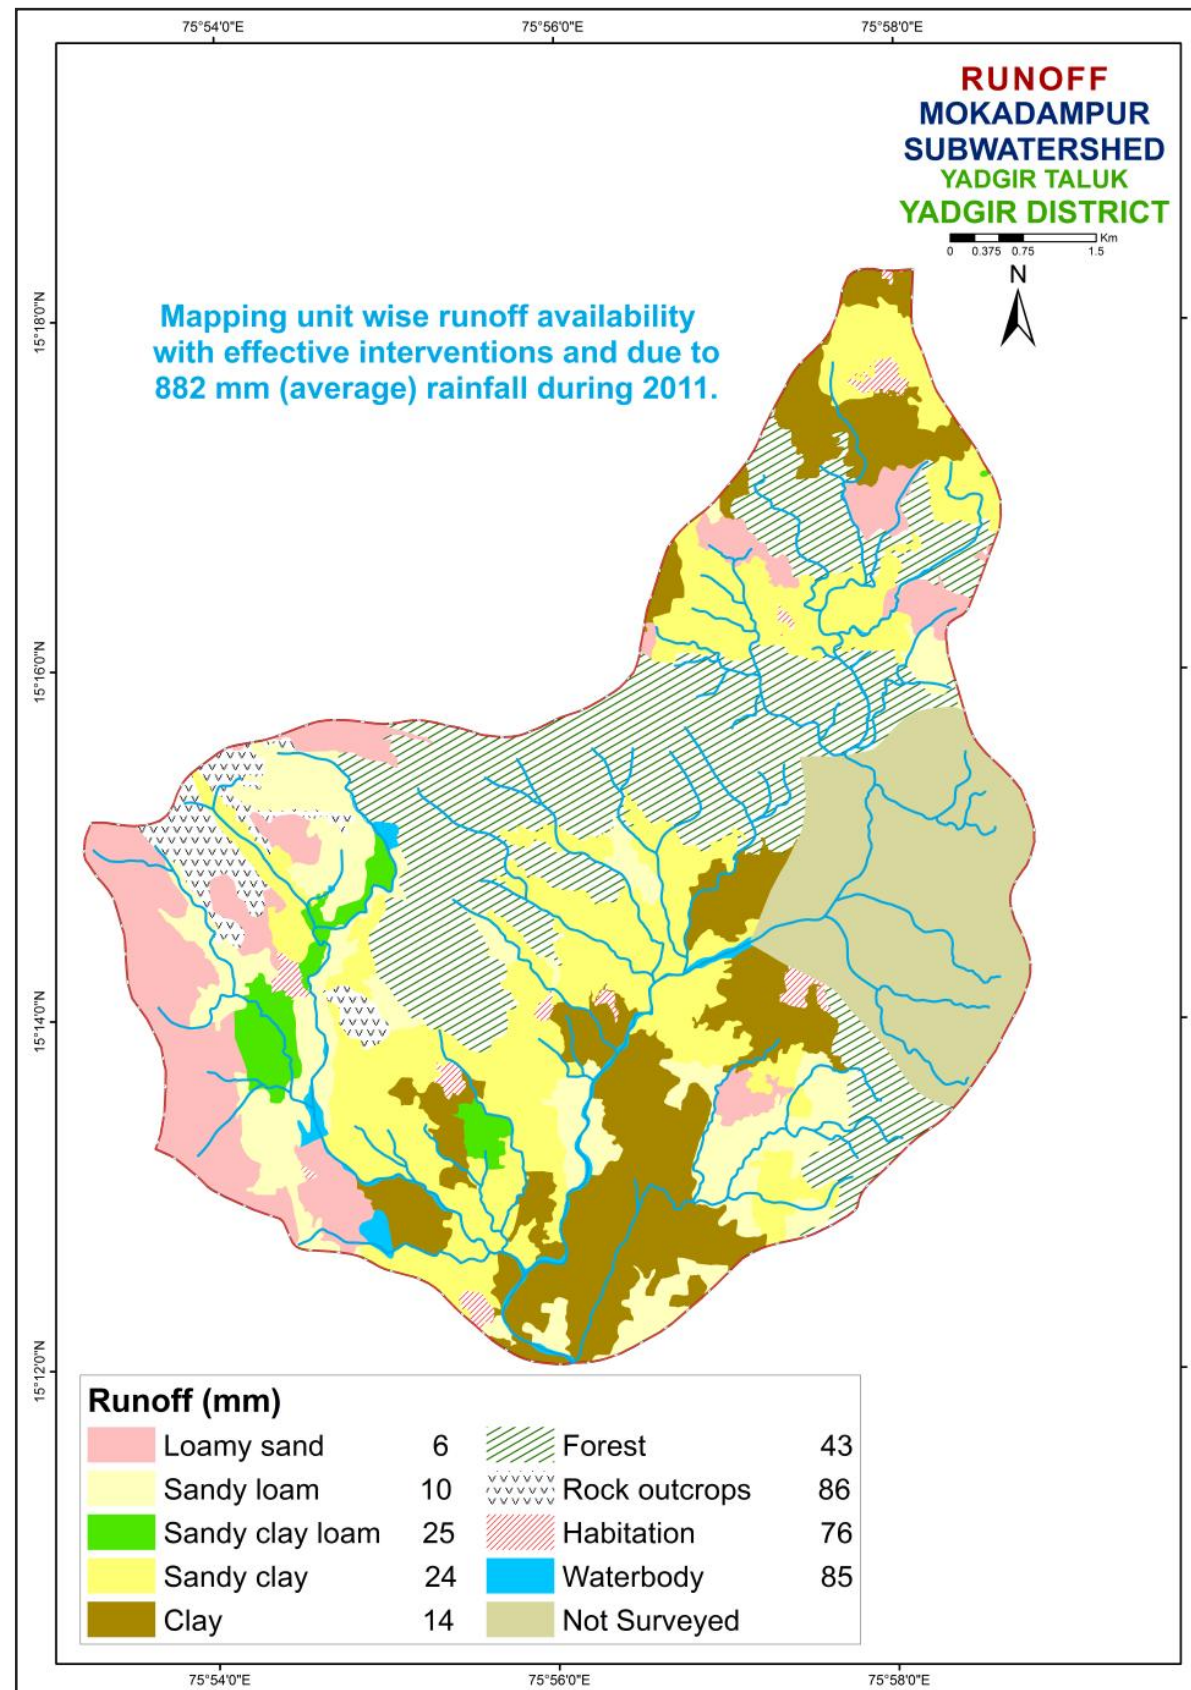 75°54'0"E 75°56'0"E 75°58'0"E
RUNOFF
MOKADAMPUR
SUBWATERSHED
YADGIR TALUK
YADGIR DISTRICT
Km
0 0.375 0.75 1.5
N
Mapping unit wise runoff availability
with effective interventions and due to
882 mm (average) rainfall during 2011.
15°18'0"N
15°16'0"N
15°14'0"N
15°12'0"N
Runoff (mm)
Loamy sand 6
Sandy loam 10
Sandy clay loam 25
Sandy clay 24
Clay 14
Forest 43
Rock outcrops 86
Habitation 76
Waterbody 85
Not Surveyed
75°54'0"E 75°56'0"E 75°58'0"E